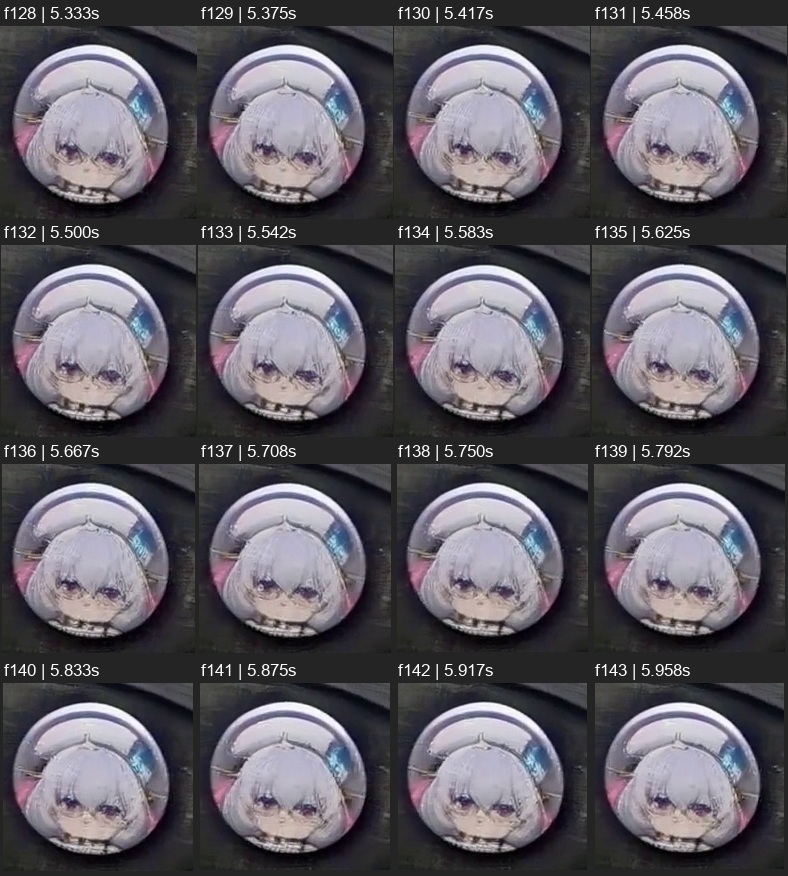 f128 | 5.333s
f129 | 5.375s
f130 | 5.417s
f131 | 5.458s
f132 | 5.500s
f133 | 5.542s
f134 | 5.583s
f135 | 5.625s
f136 | 5.667s
f137 | 5.708s
f138 | 5.750s
f139 | 5.792s
f140 | 5.833s
f141 | 5.875s
f142 | 5.917s
f143 | 5.958s